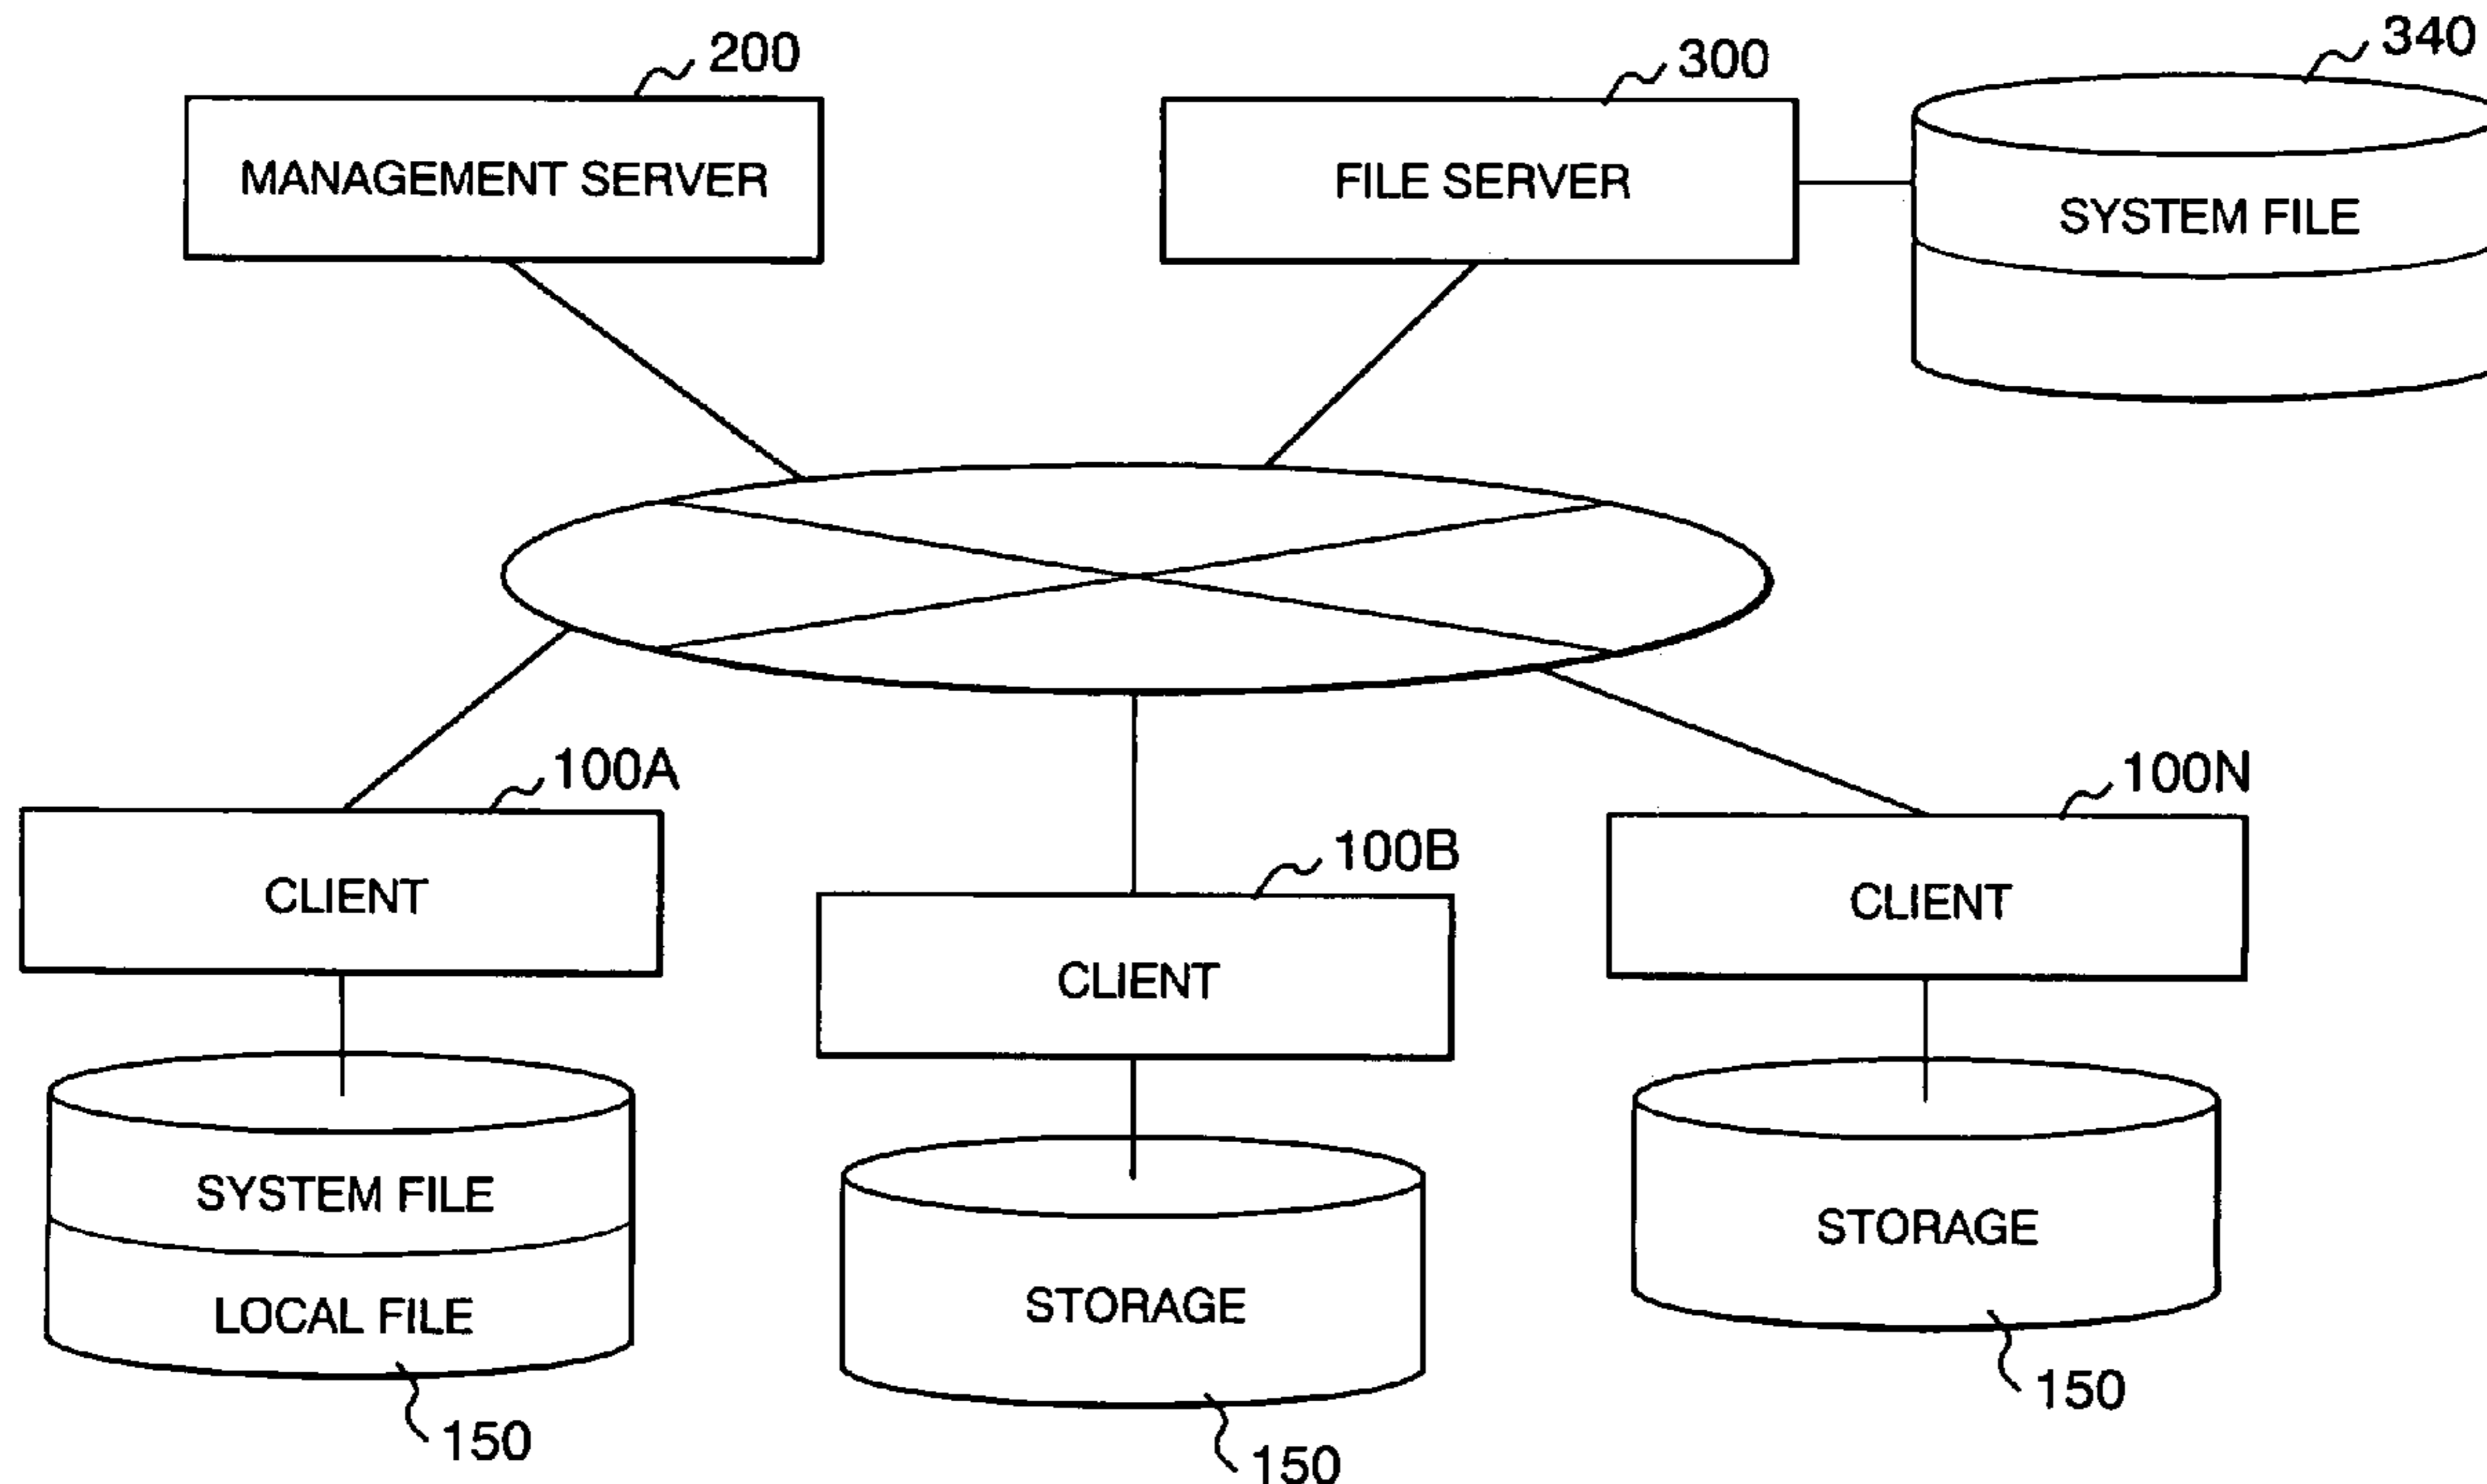 200
300
340
MANAGEMENT SERVER
FILE SERVER
SYSTEM FILE
100A
100B
100N
CLIENT
CLIENT
CLIENT
SYSTEM FILE
LOCAL FILE
STORAGE
STORAGE
150
150
150